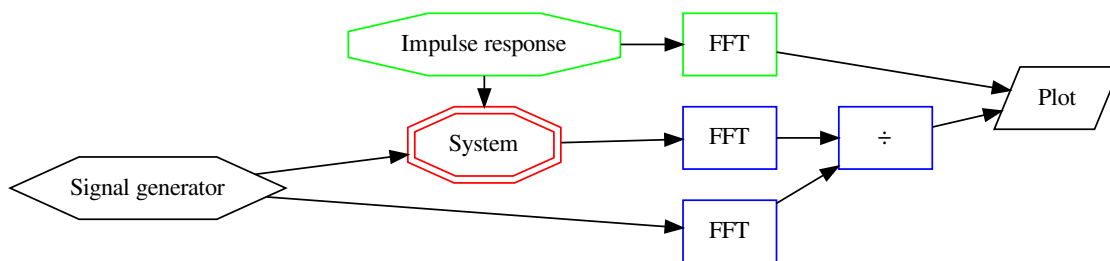 Impulse response
FFT
Plot
System
FFT
÷
Signal generator
FFT